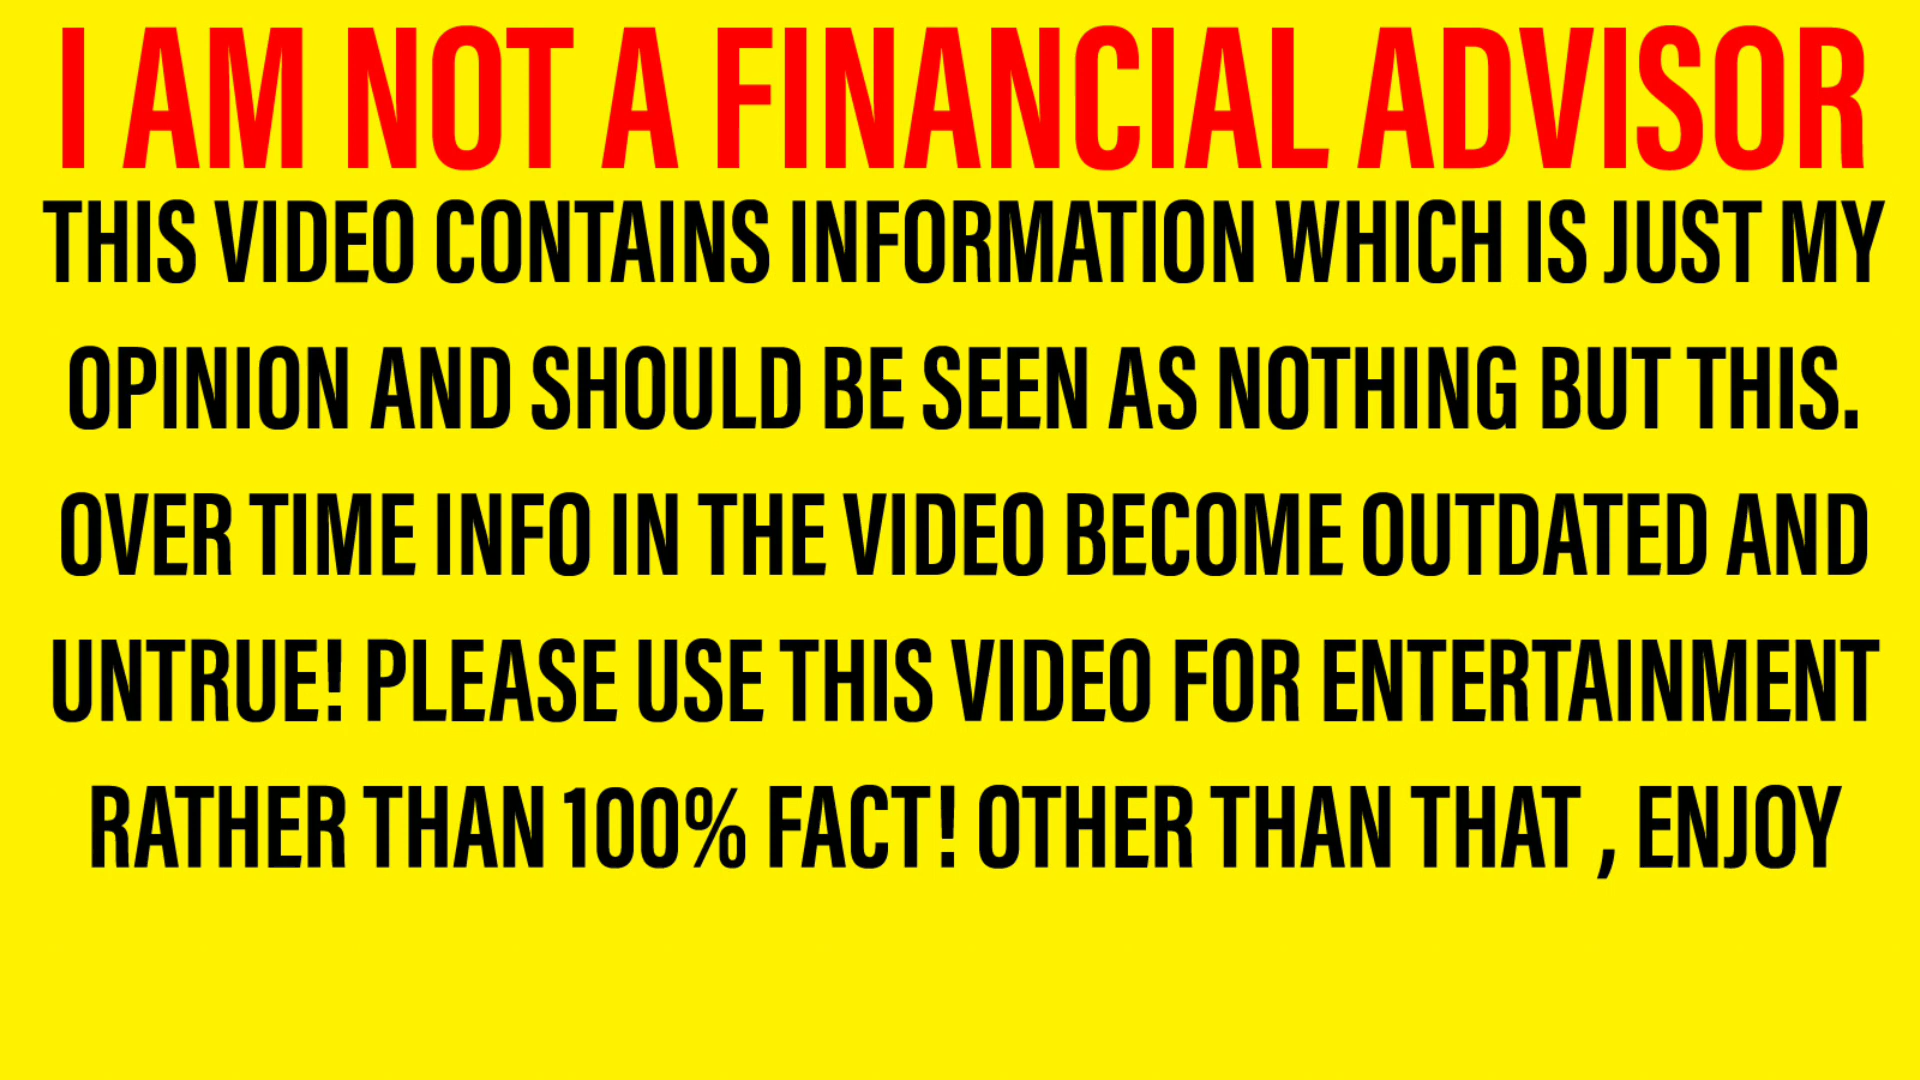 I AM NOT A FINANCIAL ADVISOR
THIS VIDEO CONTAINS INFORMATION WHICH IS JUST MY
OPINION AND SHOULD BE SEEN AS NOTHING BUT THIS.
OVER TIME INFO IN THE VIDEO BECOME OUTDATED AND
UNTRUE! PLEASE USE THIS VIDEO FOR ENTERTAINMENT
RATHER THAN 100% FACT! OTHER THAN THAT , ENJOY